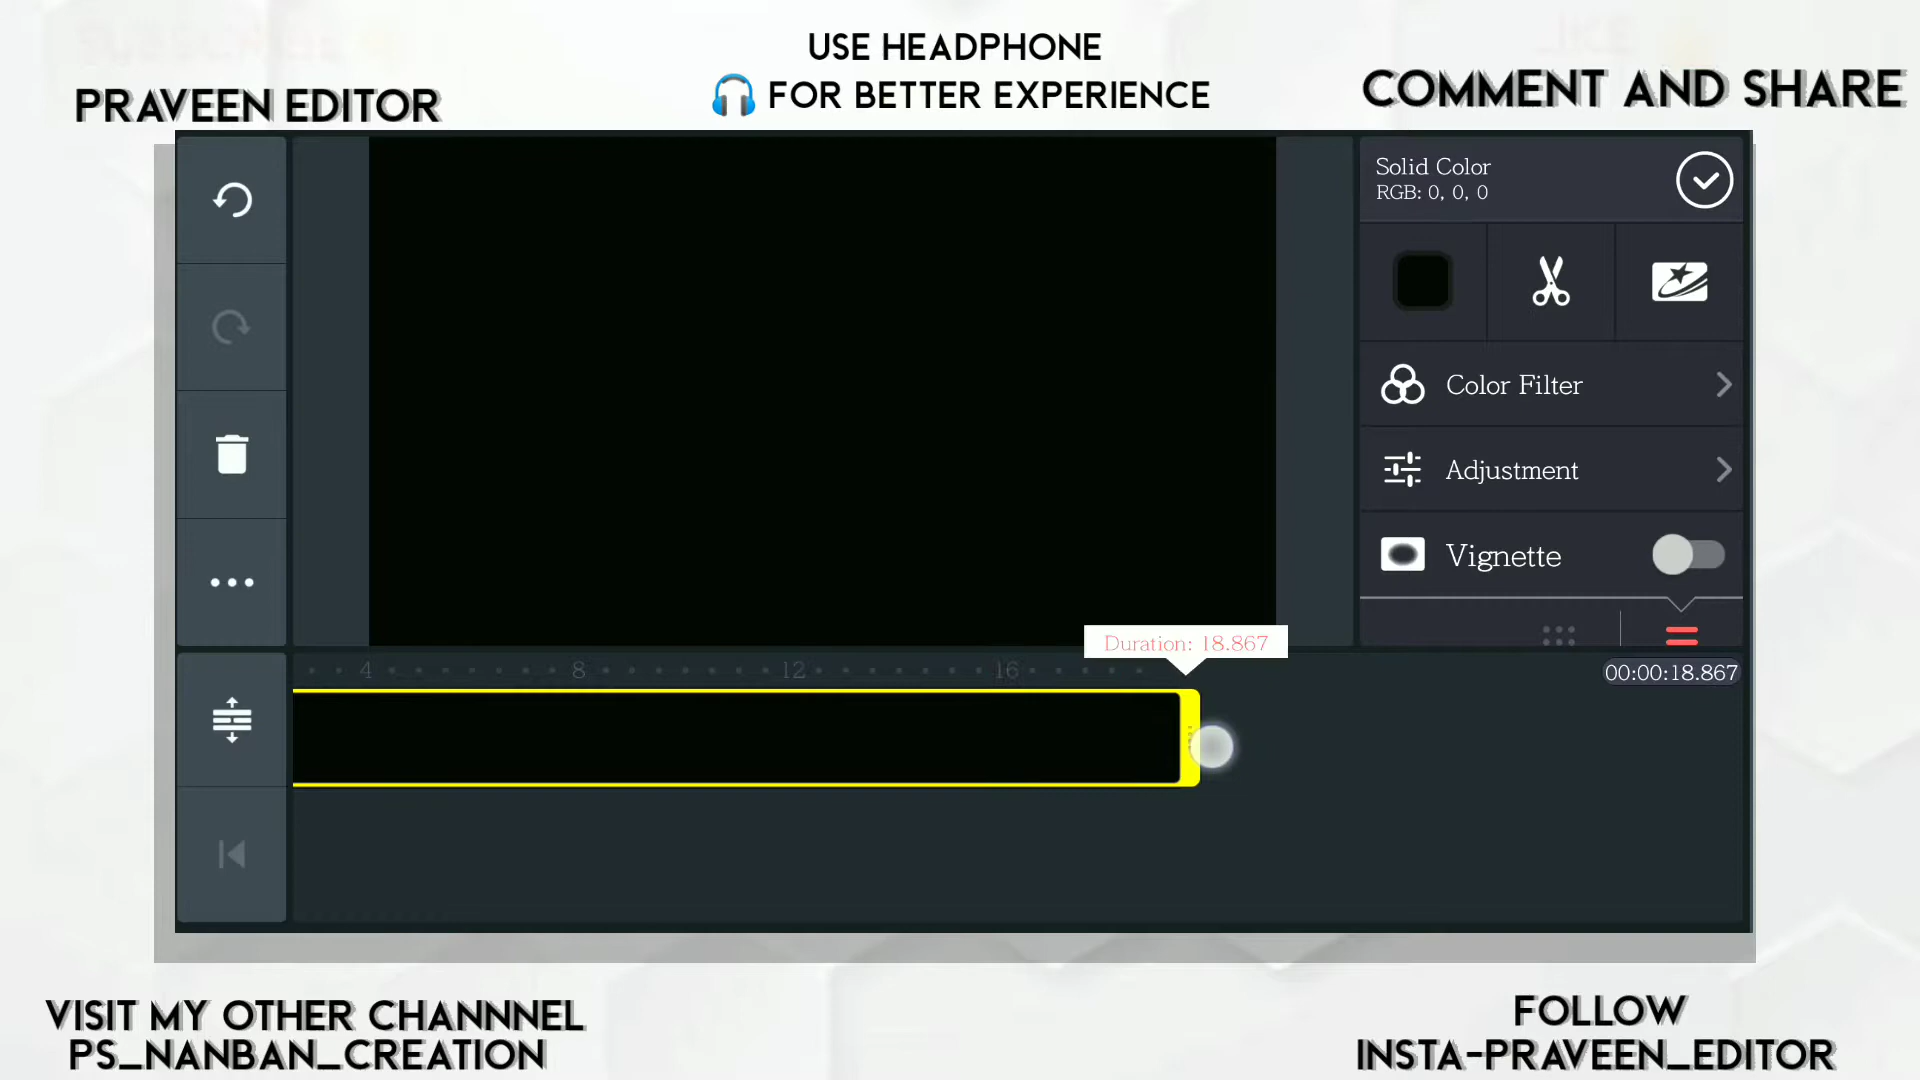 USE HEADPHONE
🎧 FOR BETTER EXPERIENCE
PRAVEEN EDITOR
COMMENT AND SHARE
Solid Color
RGB: 0, 0, 0
Color Filter
Adjustment
Vignette
Duration: 18.867
4 8 12 16
00:00:18.867
VISIT MY OTHER CHANNNEL
PS_NANBAN_CREATION
FOLLOW
INSTA-PRAVEEN_EDITOR